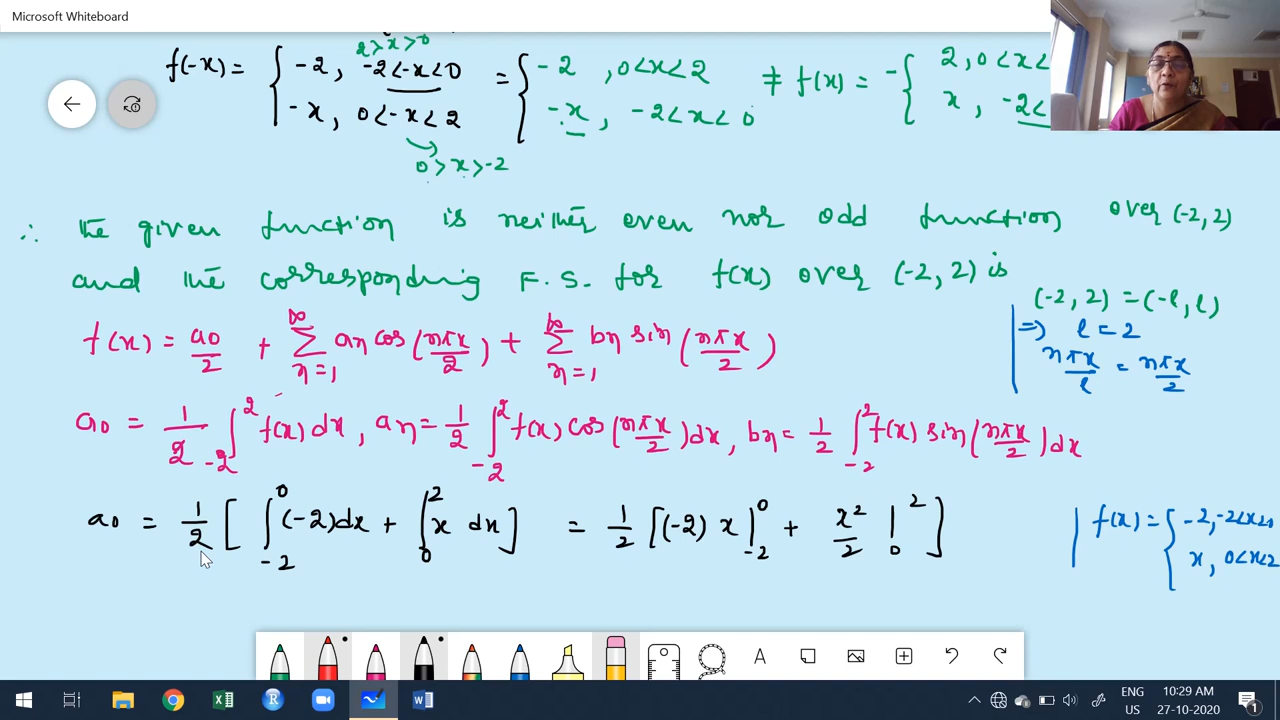 Microsoft Whiteboard
2 > x > 0
f(-x) = { -2, -2<-x<0 = { -2 , 0<x<2 ≠ f(x) = -{ 2, 0<x<
-x, 0<-x<2 -x, -2<x<0 x, -2<
0>x>-2
∴ the given function is neither even nor odd function over (-2, 2)
and the corresponding F.S. for f(x) over (-2, 2) is
(-2, 2) = (-l, l)
⇒ l = 2
nπx/l = nπx/2
f(x) = a0/2 + ∑_{n=1}^{∞} an cos(nπx/2) + ∑_{n=1}^{∞} bn sin(nπx/2)
a0 = 1/2 ∫_{-2}^{2} f(x) dx, an = 1/2 ∫_{-2}^{2} f(x) cos(nπx/2) dx, bn = 1/2 ∫_{-2}^{2} f(x) sin(nπx/2) dx
a0 = 1/2 [ ∫_{-2}^{0} (-2) dx + ∫_{0}^{2} x dx ] = 1/2 [ (-2) x |_{-2}^{0} + x²/2 |_{0}^{2} ]
f(x) = { -2, -2<x<0
x, 0<x<2
A
ENG
US
10:29 AM
27-10-2020
1